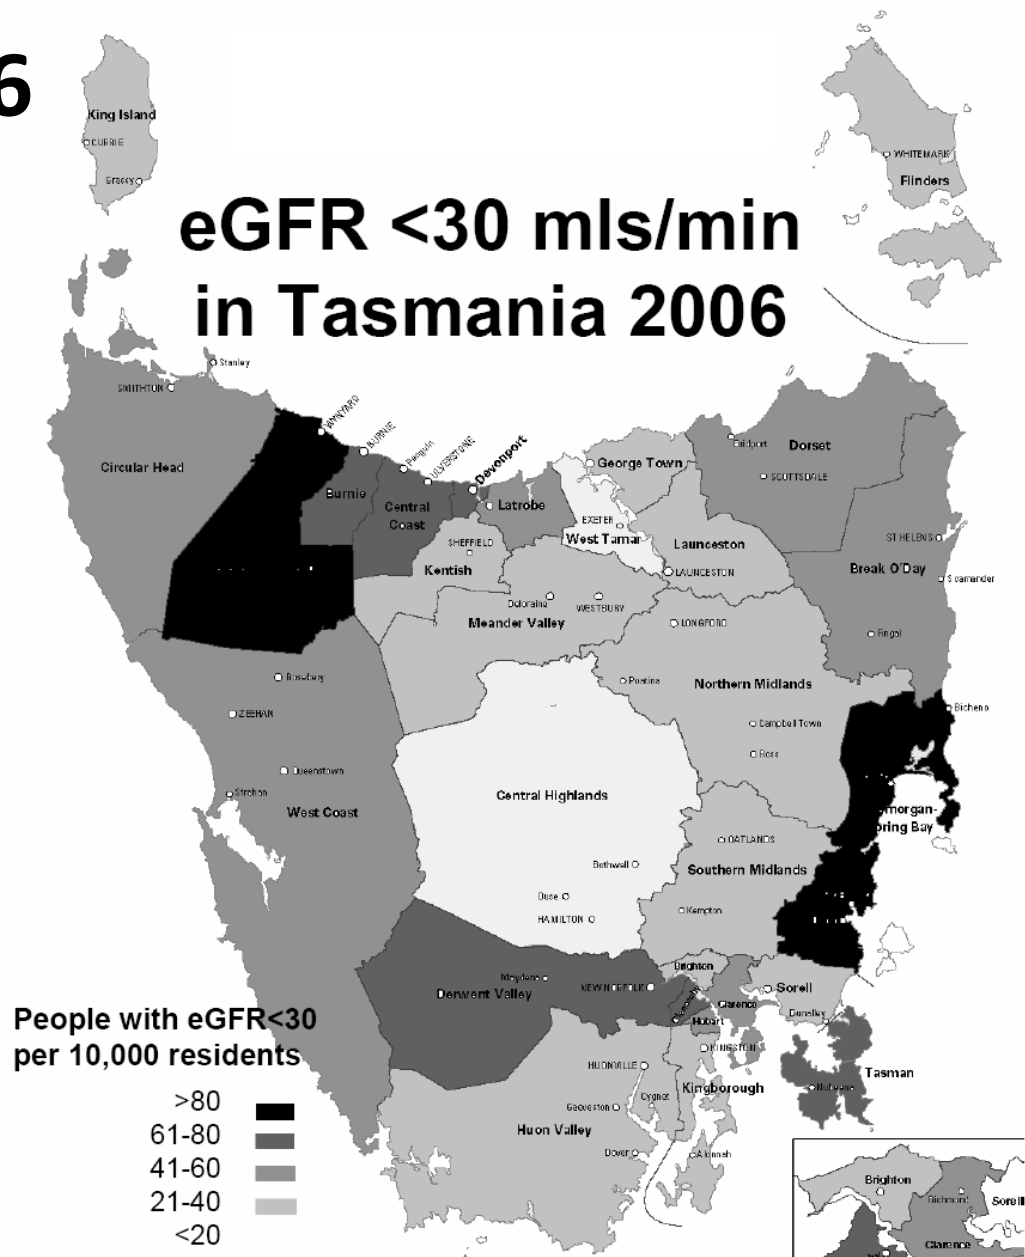 6
King Island
CURRIE
Grassy
WHITEMARK
Flinders
eGFR <30 mls/min
in Tasmania 2006
Stanley
SMITHTON
WYNYARD
BURNIE
Penguin
ULVERSTONE
Devonport
Circular Head
Burnie
Central
Coast
Latrobe
George Town
Bridport
Dorset
SCOTTSDALE
EXETER
West Tamar
SHEFFIELD
Kentish
Launceston
LAUNCESTON
ST HELENS
Break O'Day
Scamander
Deloraine
WESTBURY
Meander Valley
LONGFORD
Fingal
Rosebery
Poatina
Northern Midlands
ZEEHAN
Campbell Town
Bicheno
Ross
Queenstown
Strahan
West Coast
Central Highlands
morgan-
pring Bay
OATLANDS
Bothwell
Southern Midlands
Ouse
Kempton
HAMILTON
Brighton
Maydena
Derwent Valley
NEW NORFOLK
Sorell
Clarence
Dunalley
Hobart
KINGSTON
HUONVILLE
Tasman
Nubeena
Kingborough
Cygnet
Geeveston
Huon Valley
Dover
Alonnah
People with eGFR<30
per 10,000 residents
>80
61-80
41-60
21-40
<20
Brighton
Richmond
Sorell
Clarence